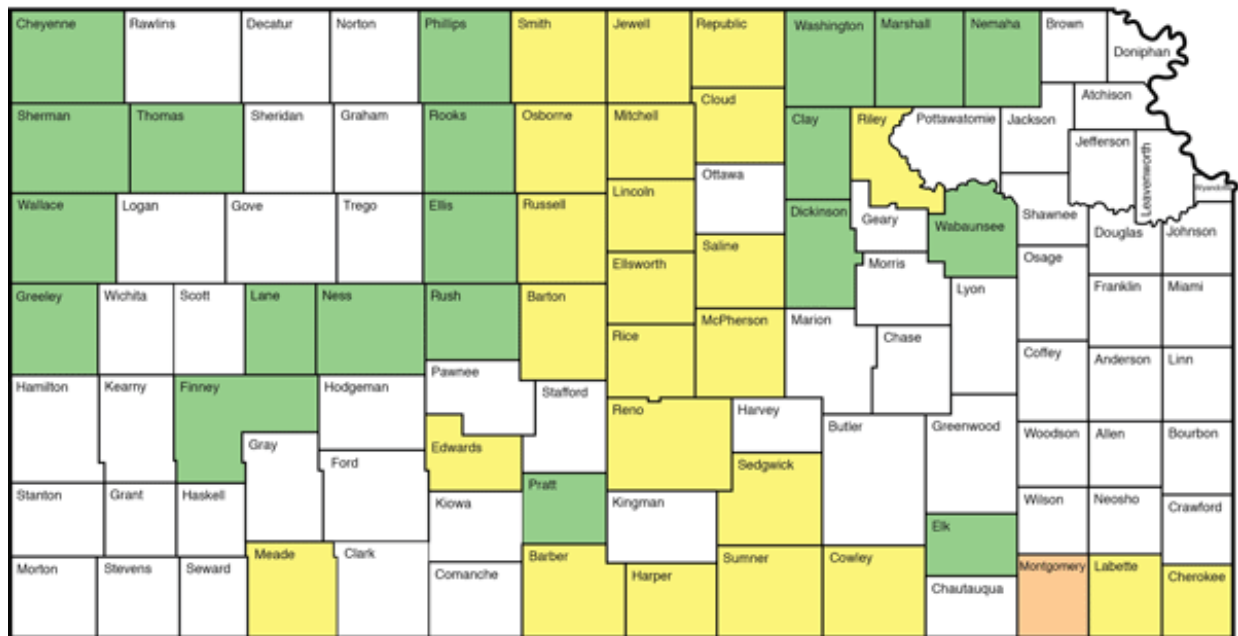 Cheyenne
Rawlins
Decatur
Norton
Phillips
Smith
Jewell
Republic
Washington
Marshall
Nemaha
Brown
Doniphan
Sherman
Thomas
Sheridan
Graham
Rooks
Osborne
Mitchell
Cloud
Clay
Riley
Pottawatomie
Jackson
Atchison
Jefferson
Leavenworth
Wyandotte
Wallace
Logan
Gove
Trego
Ellis
Russell
Lincoln
Ottawa
Dickinson
Geary
Wabaunsee
Shawnee
Douglas
Johnson
Greeley
Wichita
Scott
Lane
Ness
Rush
Barton
Ellsworth
Saline
Morris
Lyon
Osage
Franklin
Miami
Hamilton
Kearny
Finney
Hodgeman
Pawnee
Stafford
Rice
McPherson
Marion
Chase
Coffey
Anderson
Linn
Gray
Ford
Edwards
Reno
Harvey
Butler
Greenwood
Woodson
Allen
Bourbon
Stanton
Grant
Haskell
Kiowa
Pratt
Kingman
Sedgwick
Elk
Wilson
Neosho
Crawford
Morton
Stevens
Seward
Meade
Clark
Comanche
Barber
Harper
Sumner
Cowley
Chautauqua
Montgomery
Labette
Cherokee